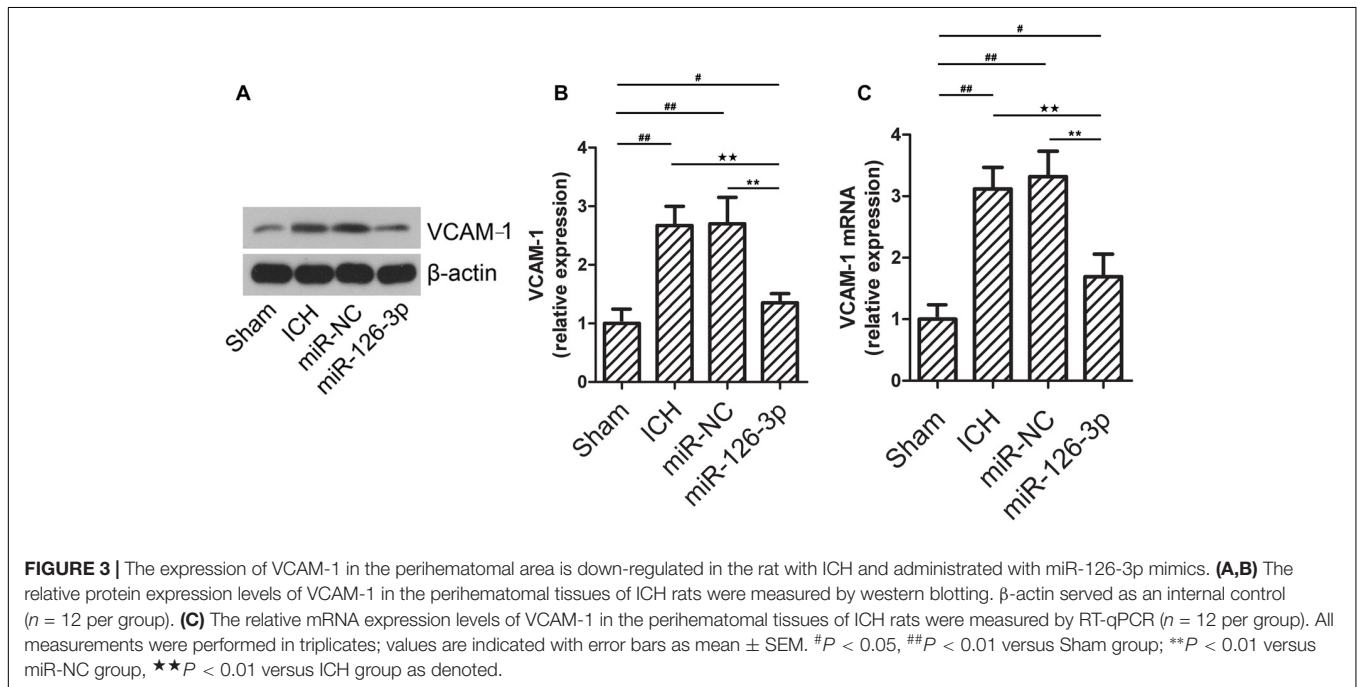 A
VCAM-1
β-actin
Sham
ICH
miR-NC
miR-126-3p
B
#
##
##
★★
**
VCAM-1
(relative expression)
4
3
2
1
0
Sham
ICH
miR-NC
miR-126-3p
C
#
##
##
★★
**
VCAM-1 mRNA
(relative expression)
4
3
2
1
0
Sham
ICH
miR-NC
miR-126-3p
FIGURE 3 | The expression of VCAM-1 in the perihematomal area is down-regulated in the rat with ICH and administrated with miR-126-3p mimics. (A,B) The
relative protein expression levels of VCAM-1 in the perihematomal tissues of ICH rats were measured by western blotting. β-actin served as an internal control
(n = 12 per group). (C) The relative mRNA expression levels of VCAM-1 in the perihematomal tissues of ICH rats were measured by RT-qPCR (n = 12 per group). All
measurements were performed in triplicates; values are indicated with error bars as mean ± SEM. #P < 0.05, ##P < 0.01 versus Sham group; **P < 0.01 versus
miR-NC group, ★★P < 0.01 versus ICH group as denoted.